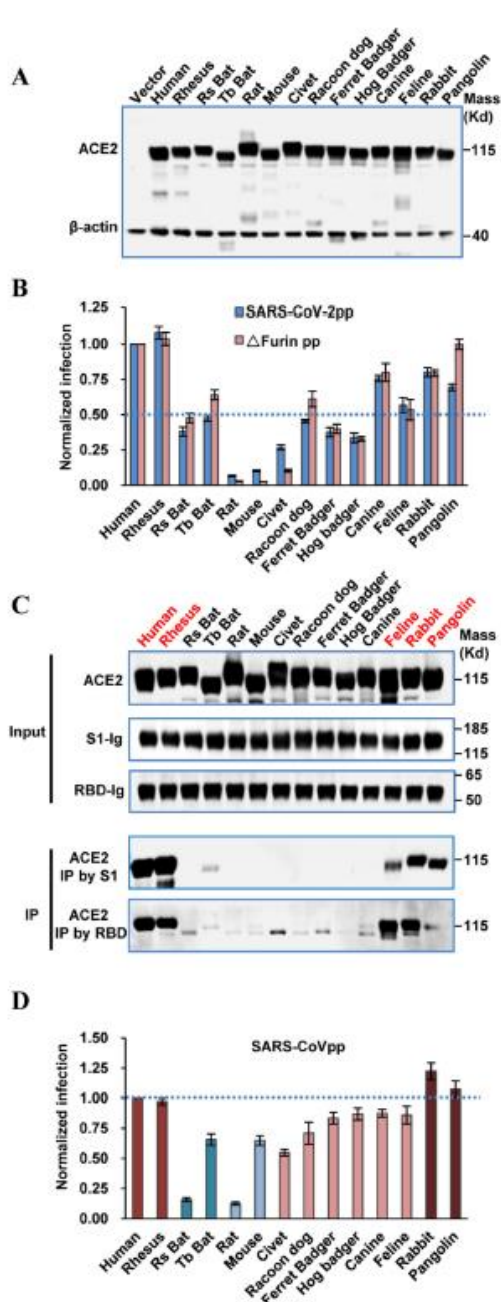 A
Vector
Human
Rhesus
Rs Bat
Tb Bat
Rat
Mouse
Civet
Racoon dog
Ferret Badger
Hog Badger
Canine
Feline
Rabbit
Pangolin
Mass
(Kd)
ACE2
115
β-actin
40
B
SARS-CoV-2pp
△Furin pp
Normalized infection
1.25
1.00
0.75
0.50
0.25
0.00
Human
Rhesus
Rs Bat
Tb Bat
Rat
Mouse
Civet
Racoon dog
Ferret Badger
Hog badger
Canine
Feline
Rabbit
Pangolin
C
Human
Rhesus
Rs Bat
Tb Bat
Rat
Mouse
Civet
Racoon dog
Ferret Badger
Hog Badger
Canine
Feline
Rabbit
Pangolin
Mass
(Kd)
Input
ACE2
115
S1-Ig
185
115
RBD-Ig
65
50
IP
ACE2
IP by S1
115
ACE2
IP by RBD
115
D
SARS-CoVpp
Normalized infection
1.50
1.25
1.00
0.75
0.50
0.25
0.00
Human
Rhesus
Rs Bat
Tb Bat
Rat
Mouse
Civet
Racoon dog
Ferret Badger
Hog badger
Canine
Feline
Rabbit
Pangolin